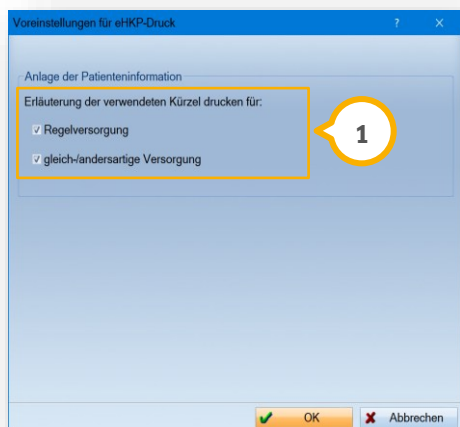 Voreinstellungen für eHKP-Druck ? ×
Anlage der Patienteninformation
Erläuterung der verwendeten Kürzel drucken für:
Regelversorgung
gleich-/andersartige Versorgung
1
OK Abbrechen